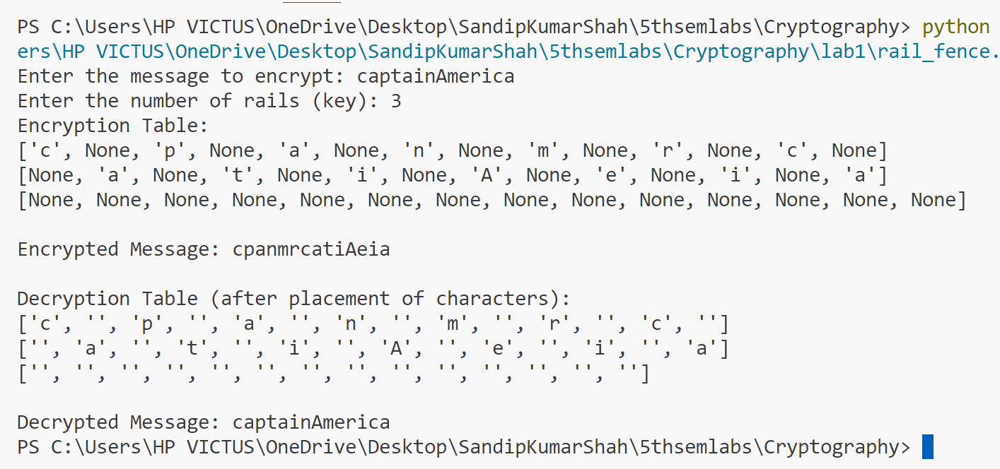 PS C:\Users\HP VICTUS\OneDrive\Desktop\SandipKumarShah\5thsemlabs\Cryptography> python
ers\HP VICTUS\OneDrive\Desktop\SandipKumarShah\5thsemlabs\Cryptography\lab1\rail_fence.
Enter the message to encrypt: captainAmerica
Enter the number of rails (key): 3
Encryption Table:
['c', None, 'p', None, 'a', None, 'n', None, 'm', None, 'r', None, 'c', None]
[None, 'a', None, 't', None, 'i', None, 'A', None, 'e', None, 'i', None, 'a']
[None, None, None, None, None, None, None, None, None, None, None, None, None, None]
Encrypted Message: cpanmrcatiAeia
Decryption Table (after placement of characters):
['c', '', 'p', '', 'a', '', 'n', '', 'm', '', 'r', '', 'c', '']
['', 'a', '', 't', '', 'i', '', 'A', '', 'e', '', 'i', '', 'a']
['', '', '', '', '', '', '', '', '', '', '', '', '', '']
Decrypted Message: captainAmerica
PS C:\Users\HP VICTUS\OneDrive\Desktop\SandipKumarShah\5thsemlabs\Cryptography>